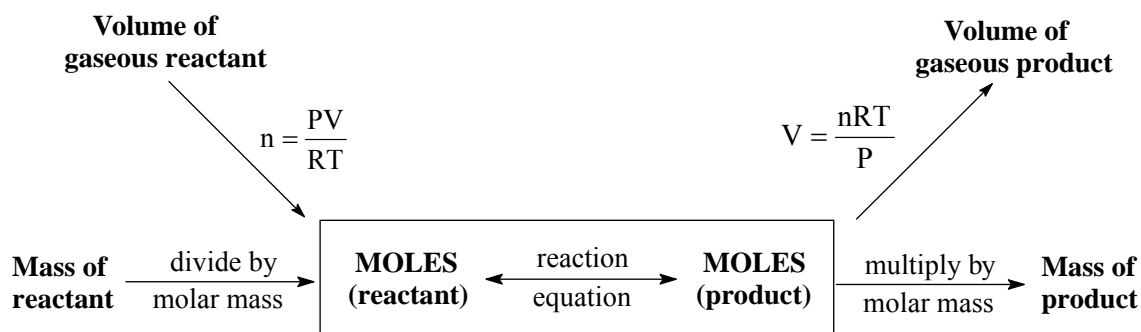 Volume of
gaseous reactant
Volume of
gaseous product
n = PV/RT
V = nRT/P
Mass of
reactant
divide by
molar mass
MOLES
(reactant)
reaction
equation
MOLES
(product)
multiply by
molar mass
Mass of
product